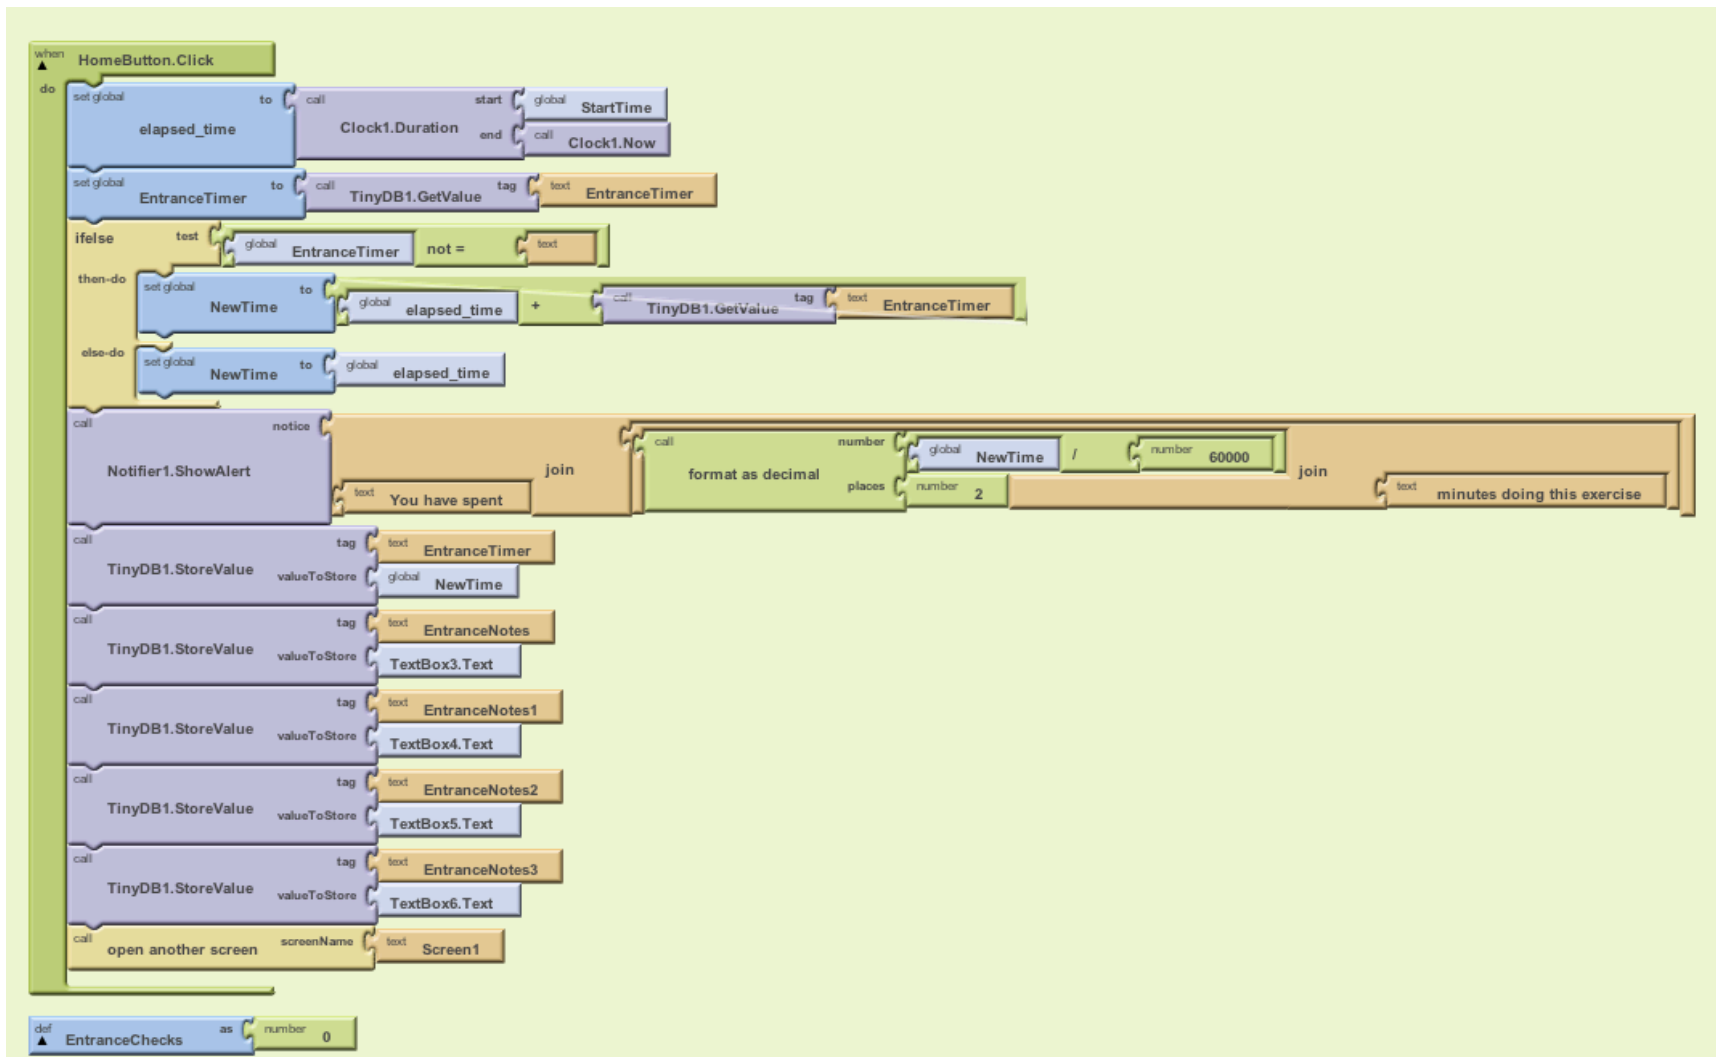 when HomeButton.Click
do
set global elapsed_time to call Clock1.Duration start global StartTime
end call Clock1.Now
set global EntranceTimer to call TinyDB1.GetValue tag text EntranceTimer
ifelse test global EntranceTimer not = text
then-do set global NewTime to global elapsed_time + call TinyDB1.GetValue tag text EntranceTimer
else-do set global NewTime to global elapsed_time
call Notifier1.ShowAlert notice text You have spent join call format as decimal number global NewTime / number 60000
places number 2 join text minutes doing this exercise
call TinyDB1.StoreValue tag text EntranceTimer
valueToStore global NewTime
call TinyDB1.StoreValue tag text EntranceNotes
valueToStore TextBox3.Text
call TinyDB1.StoreValue tag text EntranceNotes1
valueToStore TextBox4.Text
call TinyDB1.StoreValue tag text EntranceNotes2
valueToStore TextBox5.Text
call TinyDB1.StoreValue tag text EntranceNotes3
valueToStore TextBox6.Text
call open another screen screenName text Screen1
def EntranceChecks as number 0